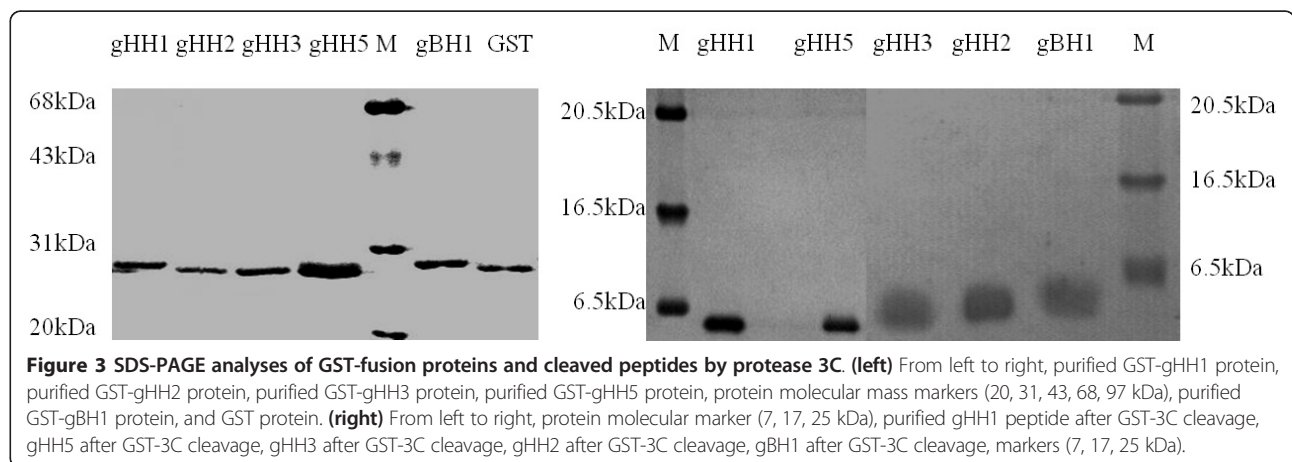 gHH1 gHH2 gHH3 gHH5 M gBH1 GST
68kDa
43kDa
31kDa
20kDa
M gHH1 gHH5 gHH3 gHH2 gBH1 M
20.5kDa
16.5kDa
6.5kDa
20.5kDa
16.5kDa
6.5kDa
Figure 3 SDS-PAGE analyses of GST-fusion proteins and cleaved peptides by protease 3C. (left) From left to right, purified GST-gHH1 protein,
purified GST-gHH2 protein, purified GST-gHH3 protein, purified GST-gHH5 protein, protein molecular mass markers (20, 31, 43, 68, 97 kDa), purified
GST-gBH1 protein, and GST protein. (right) From left to right, protein molecular marker (7, 17, 25 kDa), purified gHH1 peptide after GST-3C cleavage,
gHH5 after GST-3C cleavage, gHH3 after GST-3C cleavage, gHH2 after GST-3C cleavage, gBH1 after GST-3C cleavage, markers (7, 17, 25 kDa).